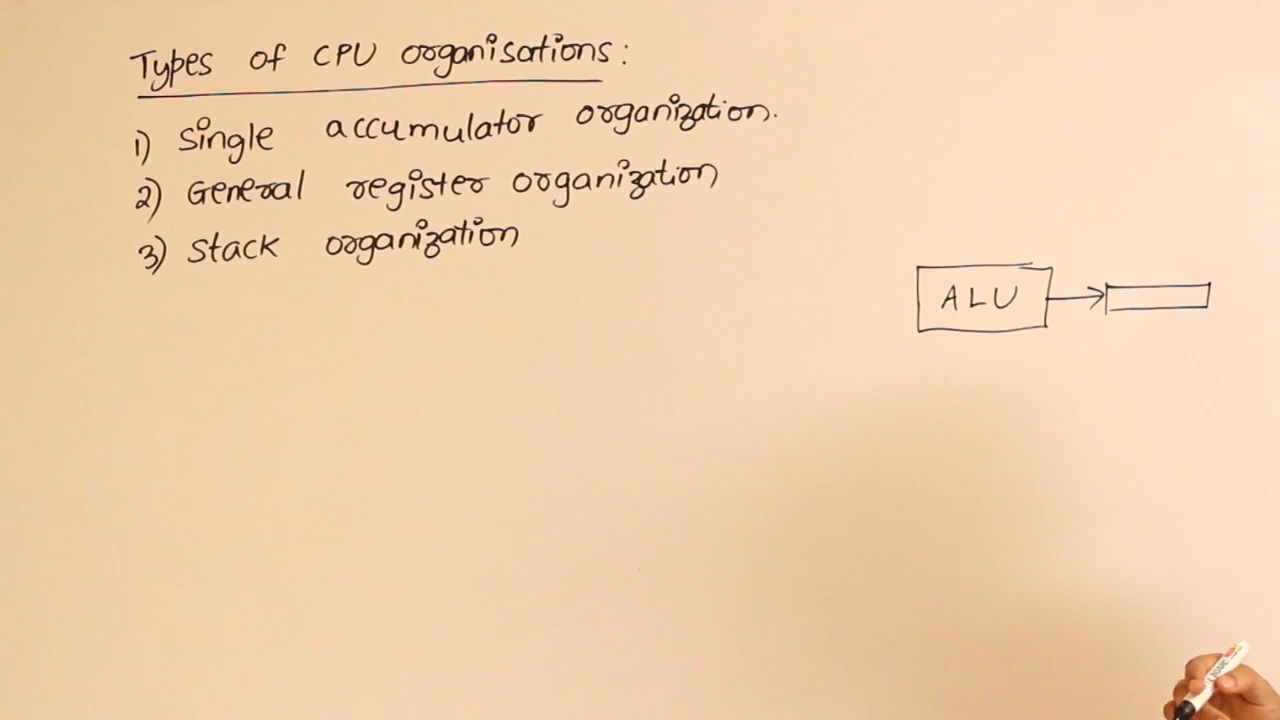 Types of CPU organisations:
1) Single accumulator organization.
2) General register organization
3) Stack organization
ALU